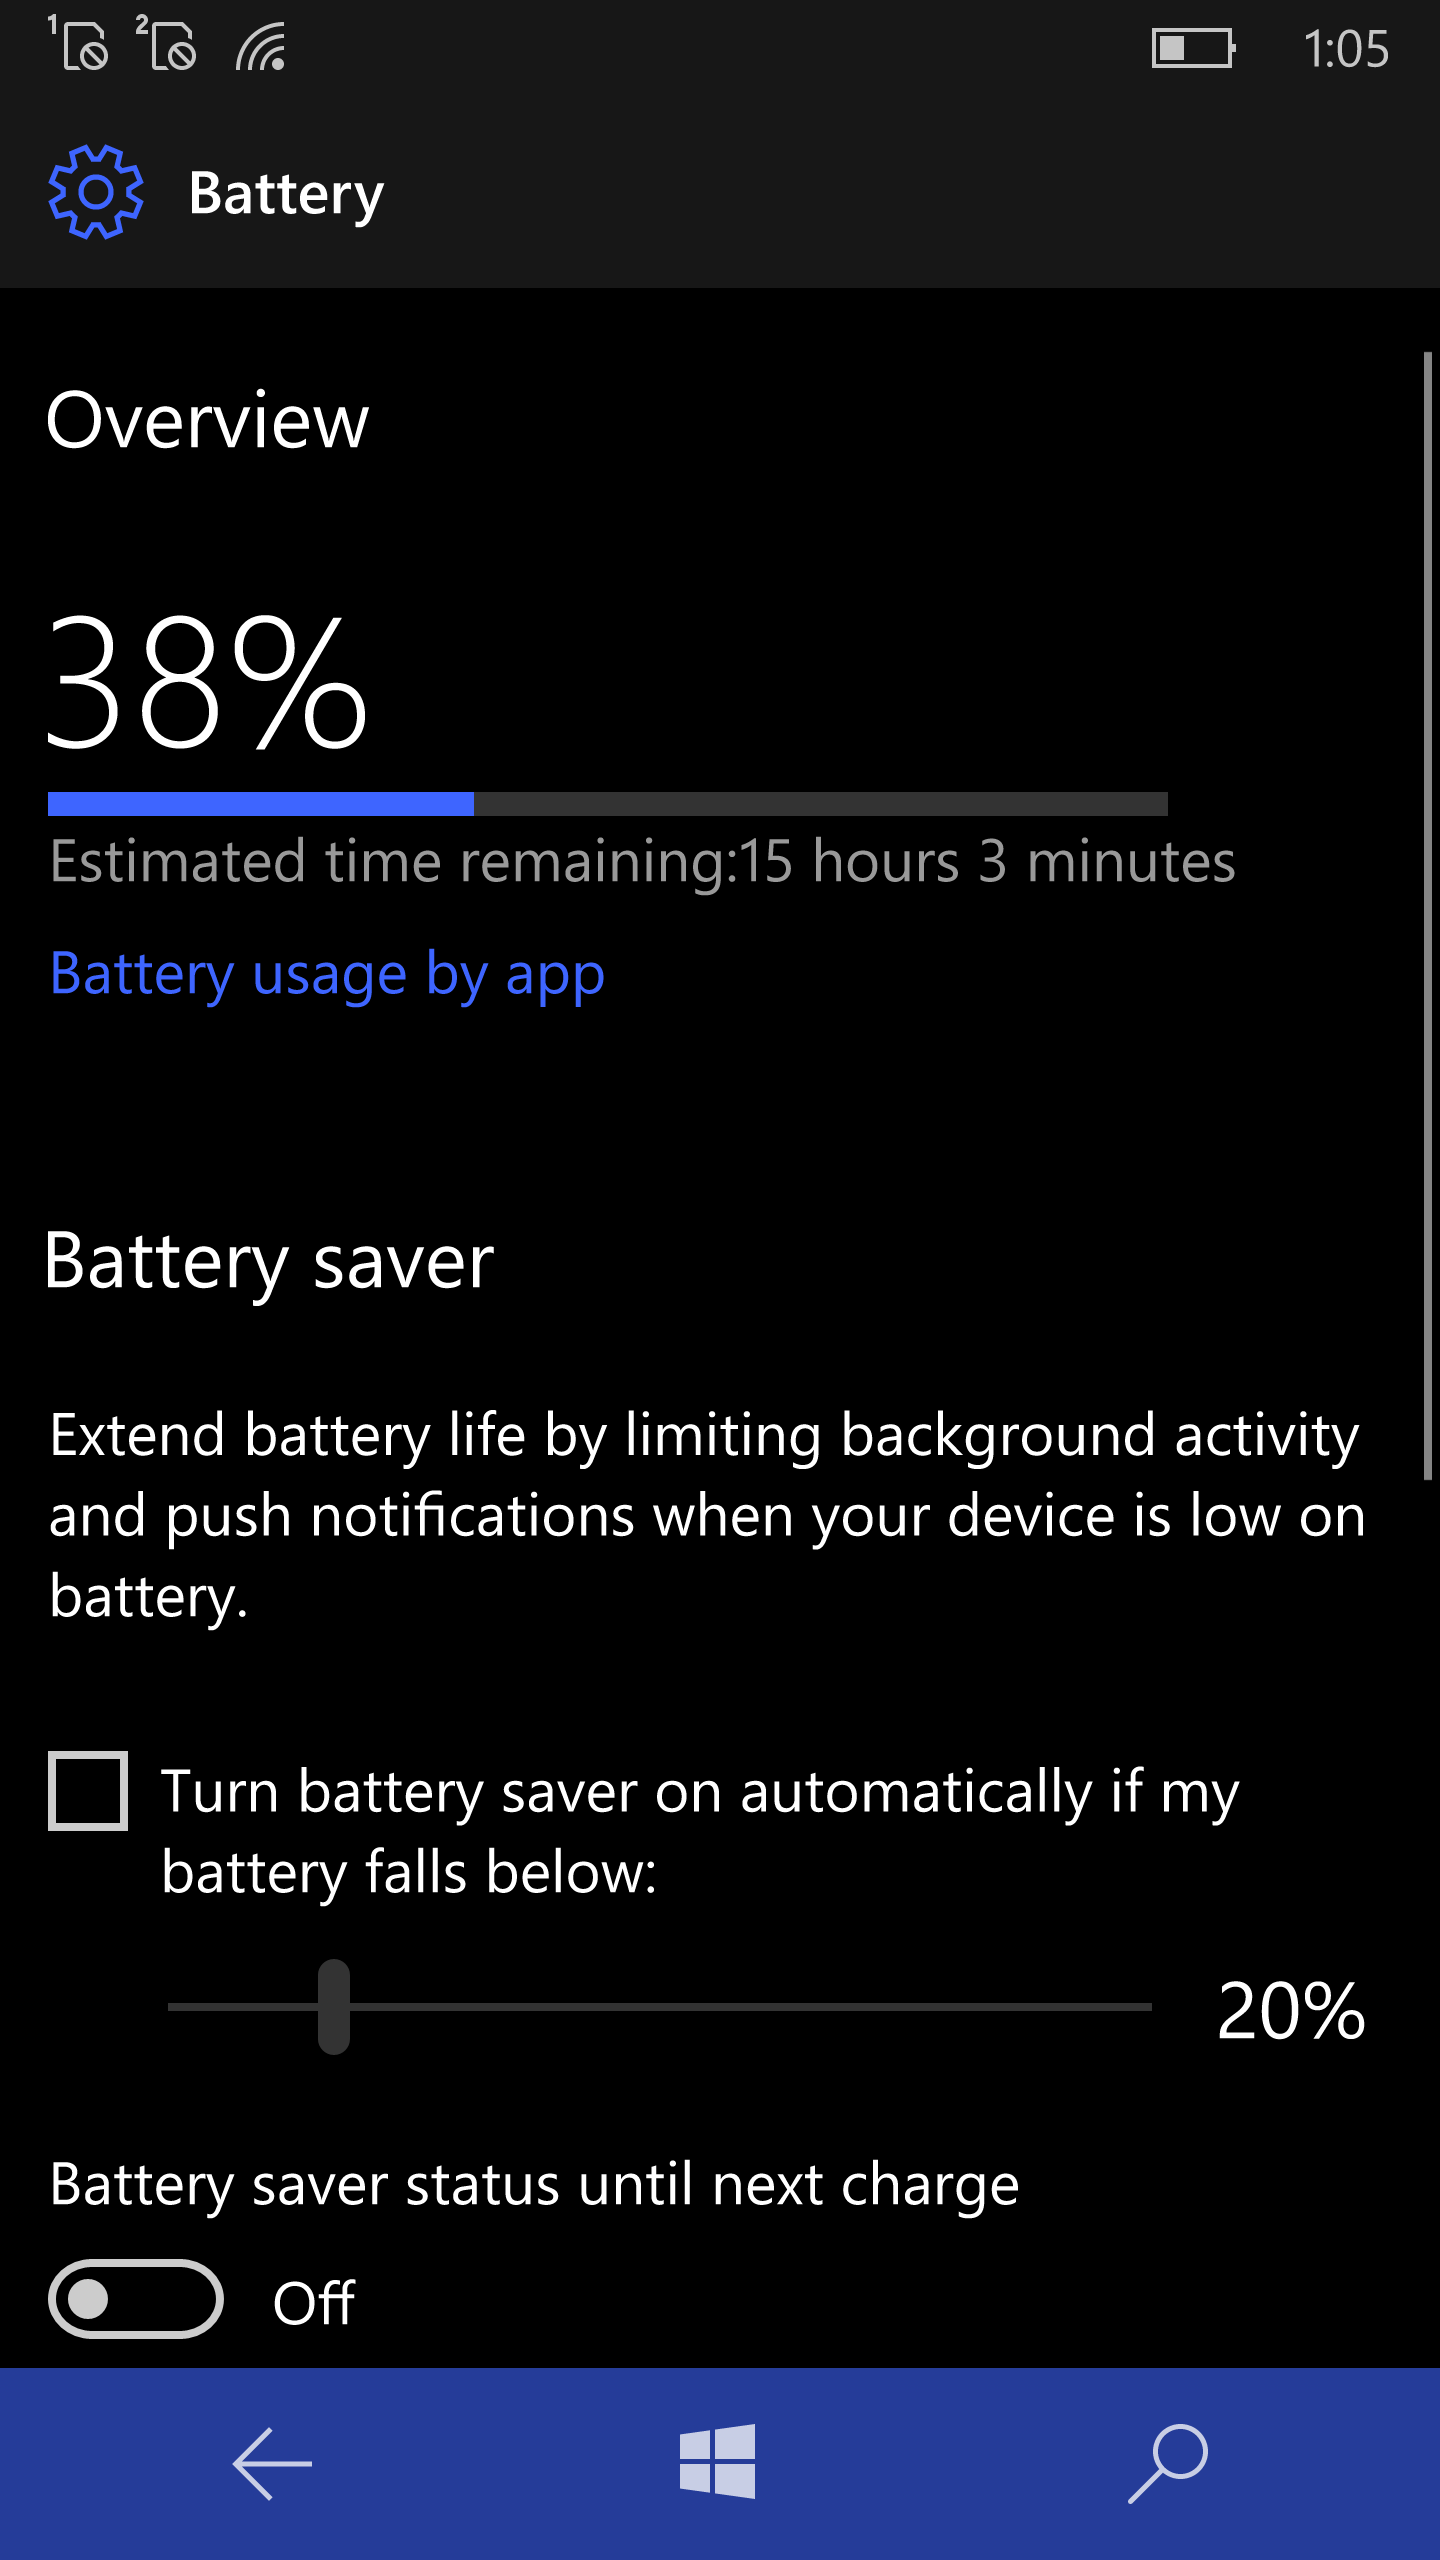 1 2 1:05
Battery
Overview
38%
Estimated time remaining:15 hours 3 minutes
Battery usage by app
Battery saver
Extend battery life by limiting background activity
and push notifications when your device is low on
battery.
Turn battery saver on automatically if my
battery falls below:
20%
Battery saver status until next charge
Off